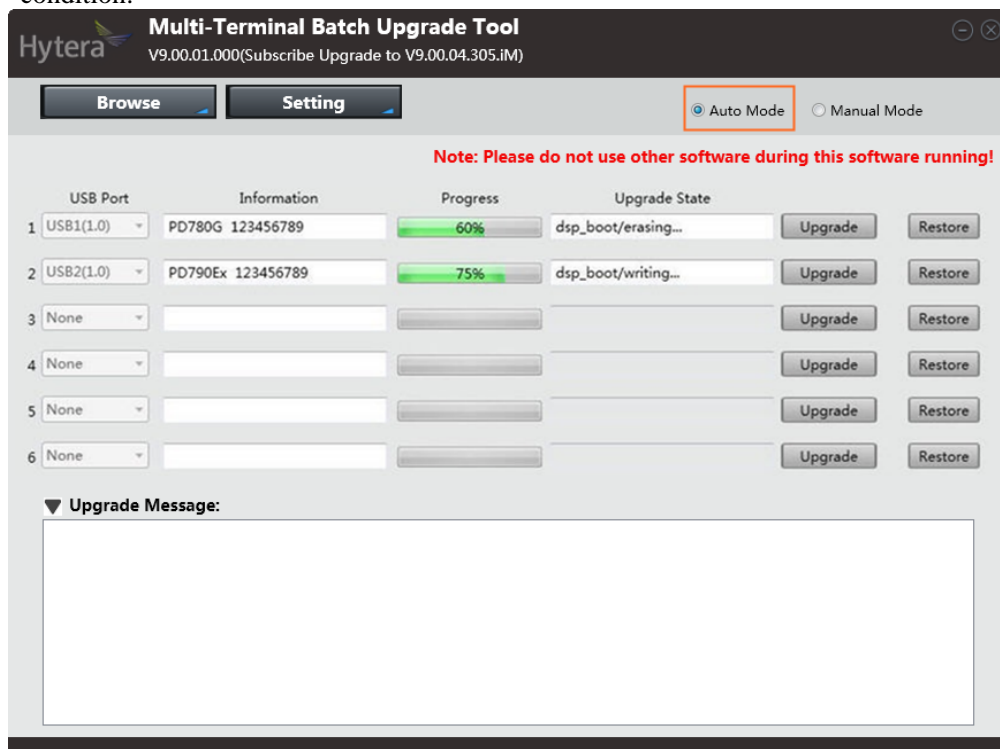 condition.
Hytera
Multi-Terminal Batch Upgrade Tool
V9.00.01.000(Subscribe Upgrade to V9.00.04.305.iM)
Browse Setting Auto Mode Manual Mode
Note: Please do not use other software during this software running!
USB Port Information Progress Upgrade State
1 USB1(1.0) PD780G 123456789 60% dsp_boot/erasing... Upgrade Restore
2 USB2(1.0) PD790Ex 123456789 75% dsp_boot/writing... Upgrade Restore
3 None Upgrade Restore
4 None Upgrade Restore
5 None Upgrade Restore
6 None Upgrade Restore
Upgrade Message: